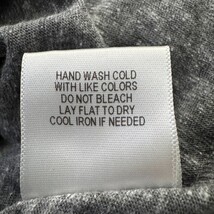 HAND WASH COLD
WITH LIKE COLORS
DO NOT BLEACH
LAY FLAT TO DRY
COOL IRON IF NEEDED